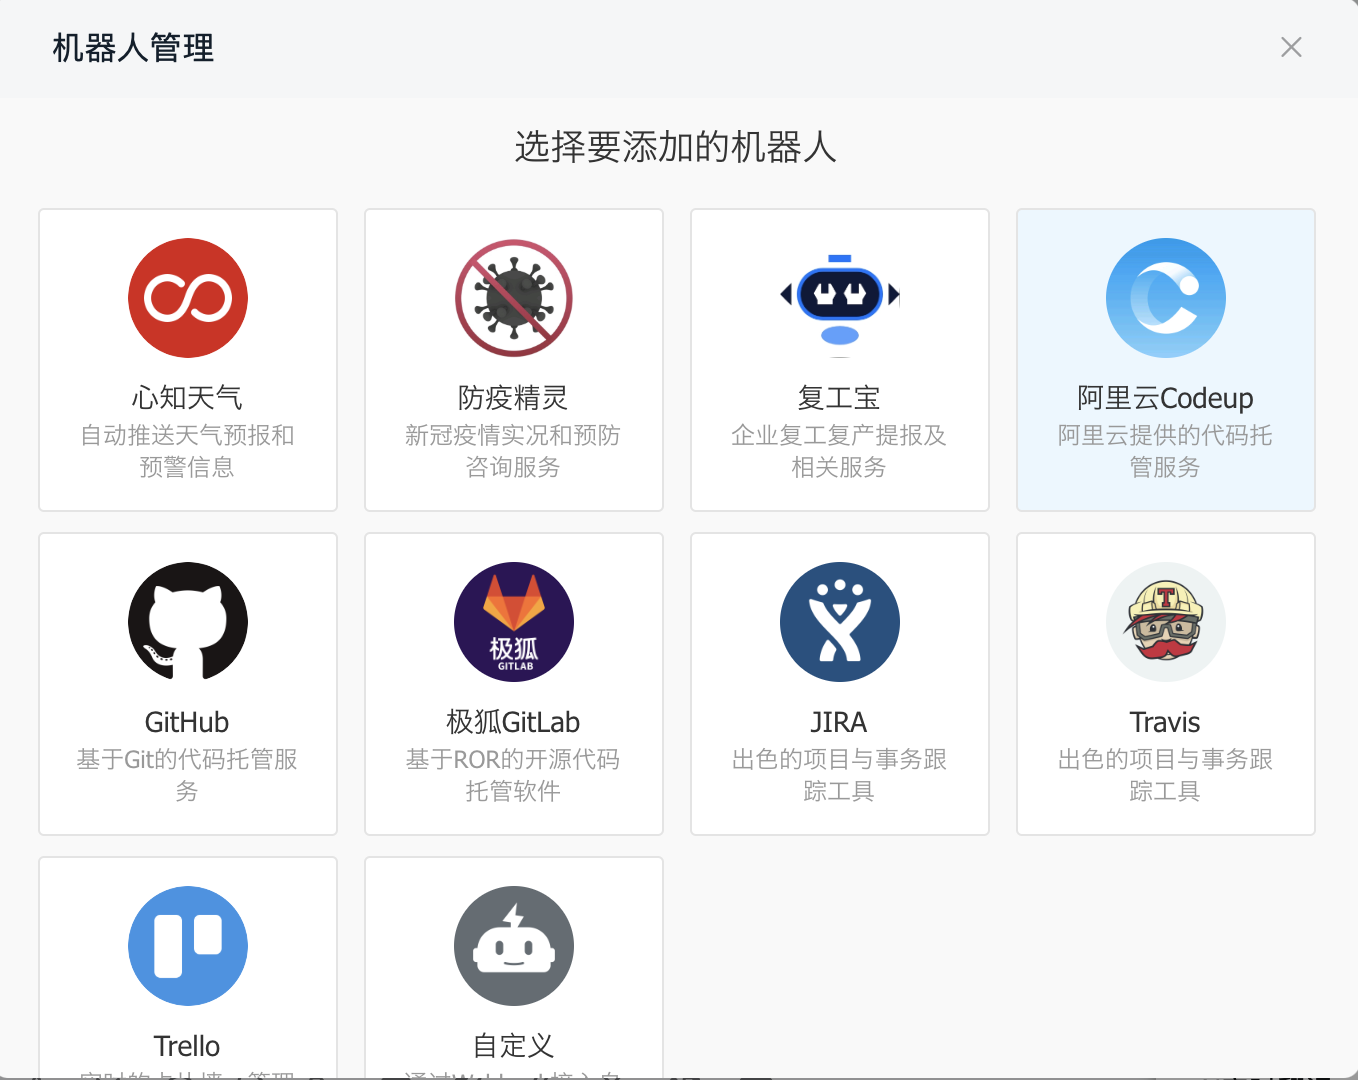 机器人管理
选择要添加的机器人
心知天气
自动推送天气预报和
预警信息
防疫精灵
新冠疫情实况和预防
咨询服务
复工宝
企业复工复产提报及
相关服务
阿里云Codeup
阿里云提供的代码托
管服务
GitHub
基于Git的代码托管服
务
极狐
GITLAB
极狐GitLab
基于ROR的开源代码
托管软件
JIRA
出色的项目与事务跟
踪工具
T
Travis
出色的项目与事务跟
踪工具
Trello
自定义